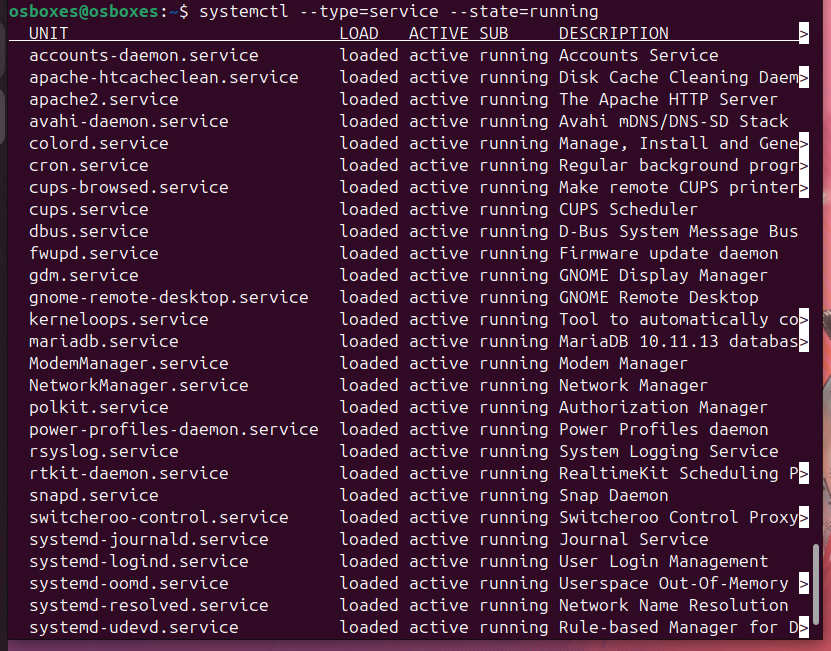 osboxes@osboxes:~$ systemctl --type=service --state=running
UNIT LOAD ACTIVE SUB DESCRIPTION >
accounts-daemon.service loaded active running Accounts Service
apache-htcacheclean.service loaded active running Disk Cache Cleaning Daem>
apache2.service loaded active running The Apache HTTP Server
avahi-daemon.service loaded active running Avahi mDNS/DNS-SD Stack
colord.service loaded active running Manage, Install and Gene>
cron.service loaded active running Regular background progr>
cups-browsed.service loaded active running Make remote CUPS printer>
cups.service loaded active running CUPS Scheduler
dbus.service loaded active running D-Bus System Message Bus
fwupd.service loaded active running Firmware update daemon
gdm.service loaded active running GNOME Display Manager
gnome-remote-desktop.service loaded active running GNOME Remote Desktop
kerneloops.service loaded active running Tool to automatically co>
mariadb.service loaded active running MariaDB 10.11.13 databas>
ModemManager.service loaded active running Modem Manager
NetworkManager.service loaded active running Network Manager
polkit.service loaded active running Authorization Manager
power-profiles-daemon.service loaded active running Power Profiles daemon
rsyslog.service loaded active running System Logging Service
rtkit-daemon.service loaded active running RealtimeKit Scheduling P>
snapd.service loaded active running Snap Daemon
switcheroo-control.service loaded active running Switcheroo Control Proxy>
systemd-journald.service loaded active running Journal Service
systemd-logind.service loaded active running User Login Management
systemd-oomd.service loaded active running Userspace Out-Of-Memory >
systemd-resolved.service loaded active running Network Name Resolution
systemd-udevd.service loaded active running Rule-based Manager for D>